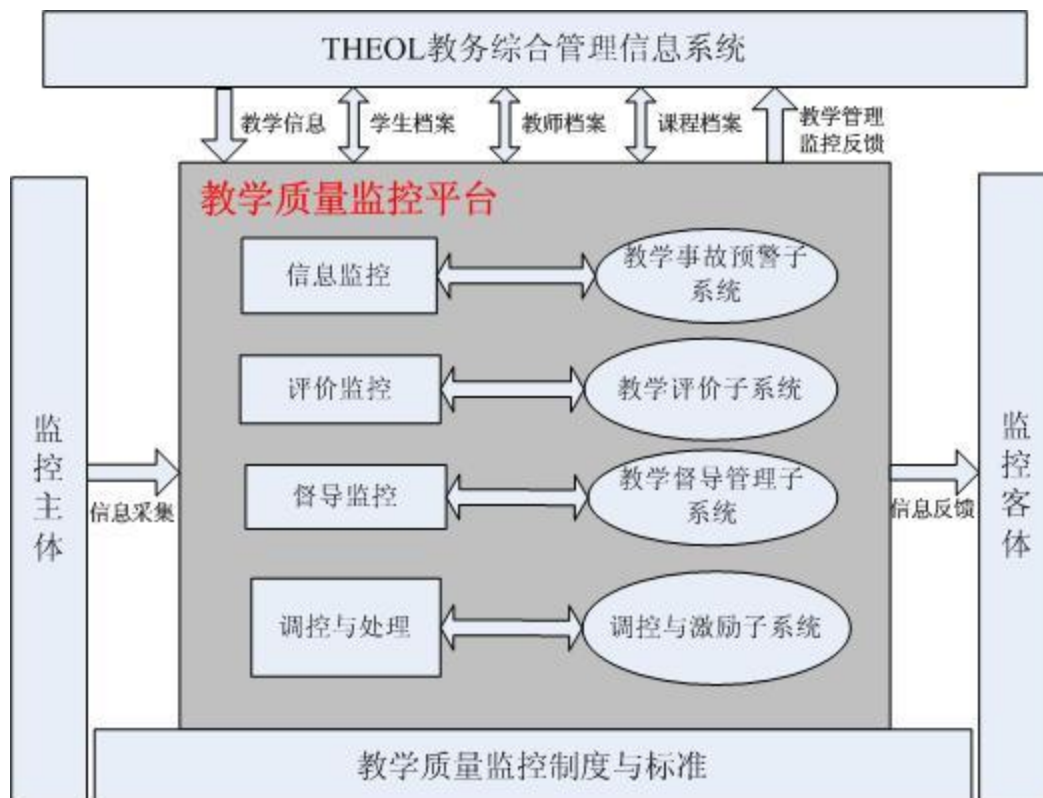 THEOL教务综合管理信息系统
教学信息
学生档案
教师档案
课程档案
教学管理
监控反馈
教学质量监控平台
信息监控
教学事故预警子
系统
评价监控
教学评价子系统
督导监控
教学督导管理子
系统
调控与处理
调控与激励子系统
监
控
主
体
信息采集
信息反馈
监
控
客
体
教学质量监控制度与标准